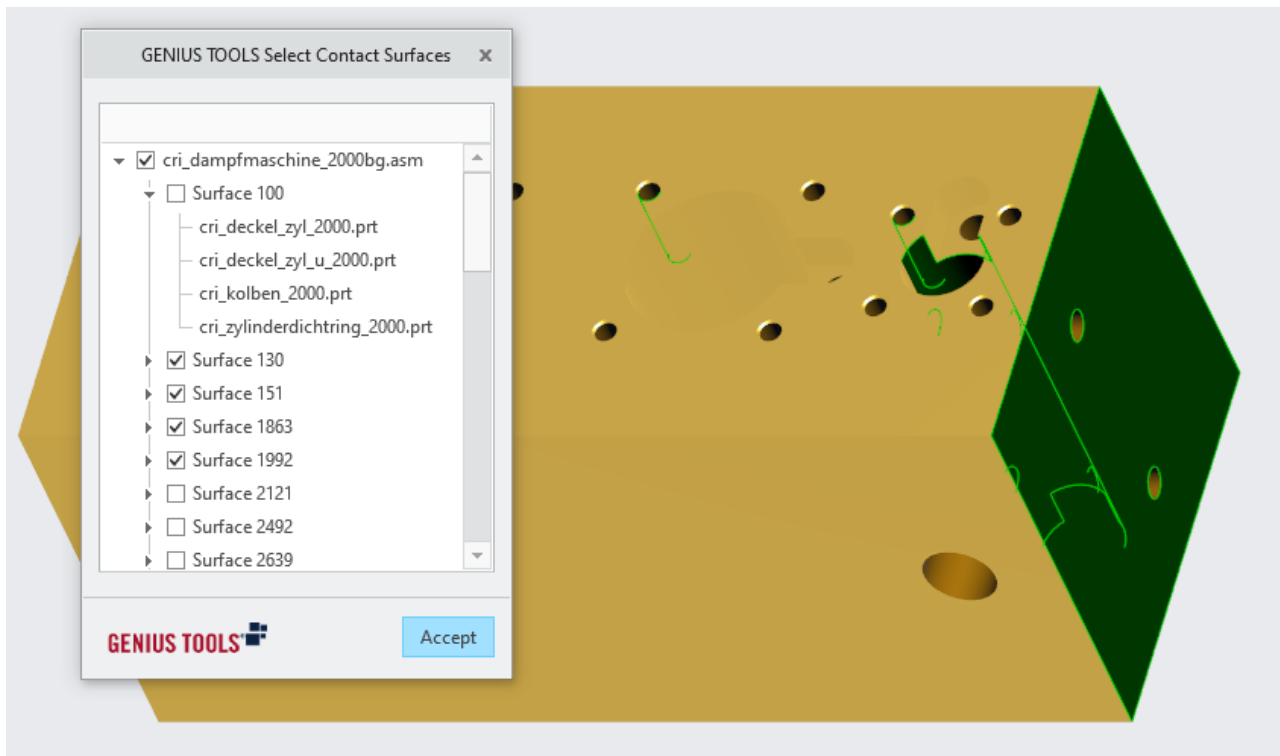 GENIUS TOOLS Select Contact Surfaces
cri_dampfmaschine_2000bg.asm
Surface 100
cri_deckel_zyl_2000.prt
cri_deckel_zyl_u_2000.prt
cri_kolben_2000.prt
cri_zylinderdichtring_2000.prt
Surface 130
Surface 151
Surface 1863
Surface 1992
Surface 2121
Surface 2492
Surface 2639
GENIUS TOOLS
Accept